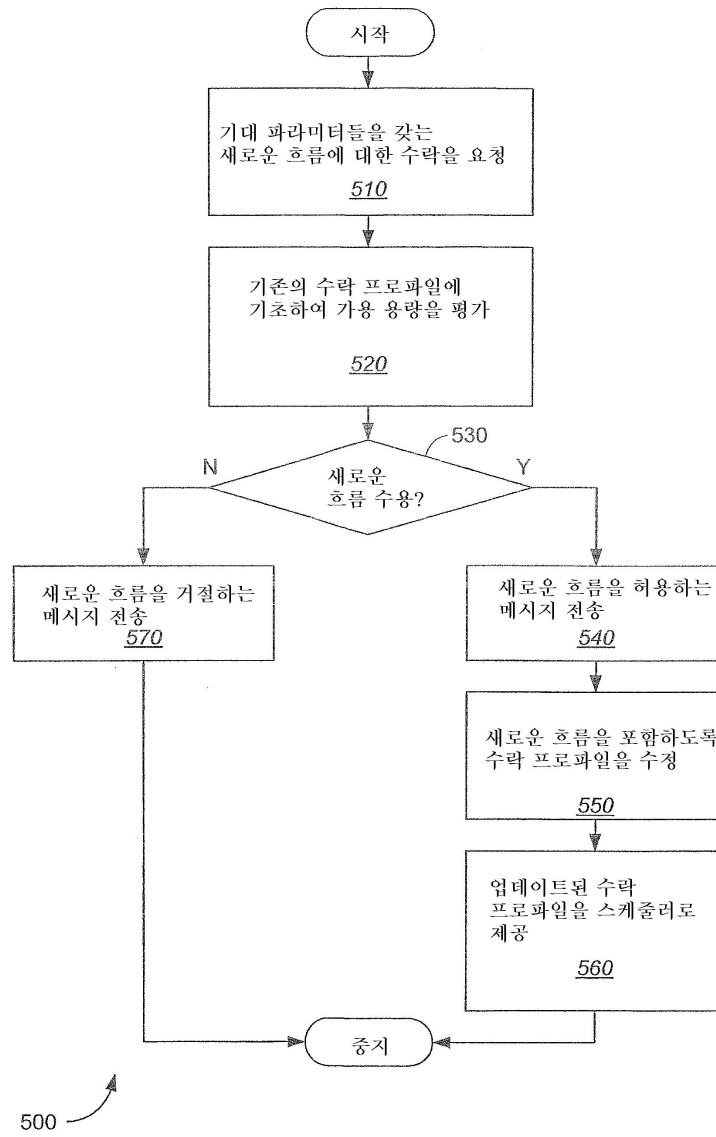 시작
기대 파라미터들을 갖는
새로운 흐름에 대한 수락을 요청
510
기존의 수락 프로파일에
기초하여 가용 용량을 평가
520
530
N
Y
새로운
흐름 수용?
새로운 흐름을 거절하는
메시지 전송
570
새로운 흐름을 허용하는
메시지 전송
540
새로운 흐름을 포함하도록
수락 프로파일을 수정
550
업데이트된 수락
프로파일을 스케줄러로
제공
560
중지
500